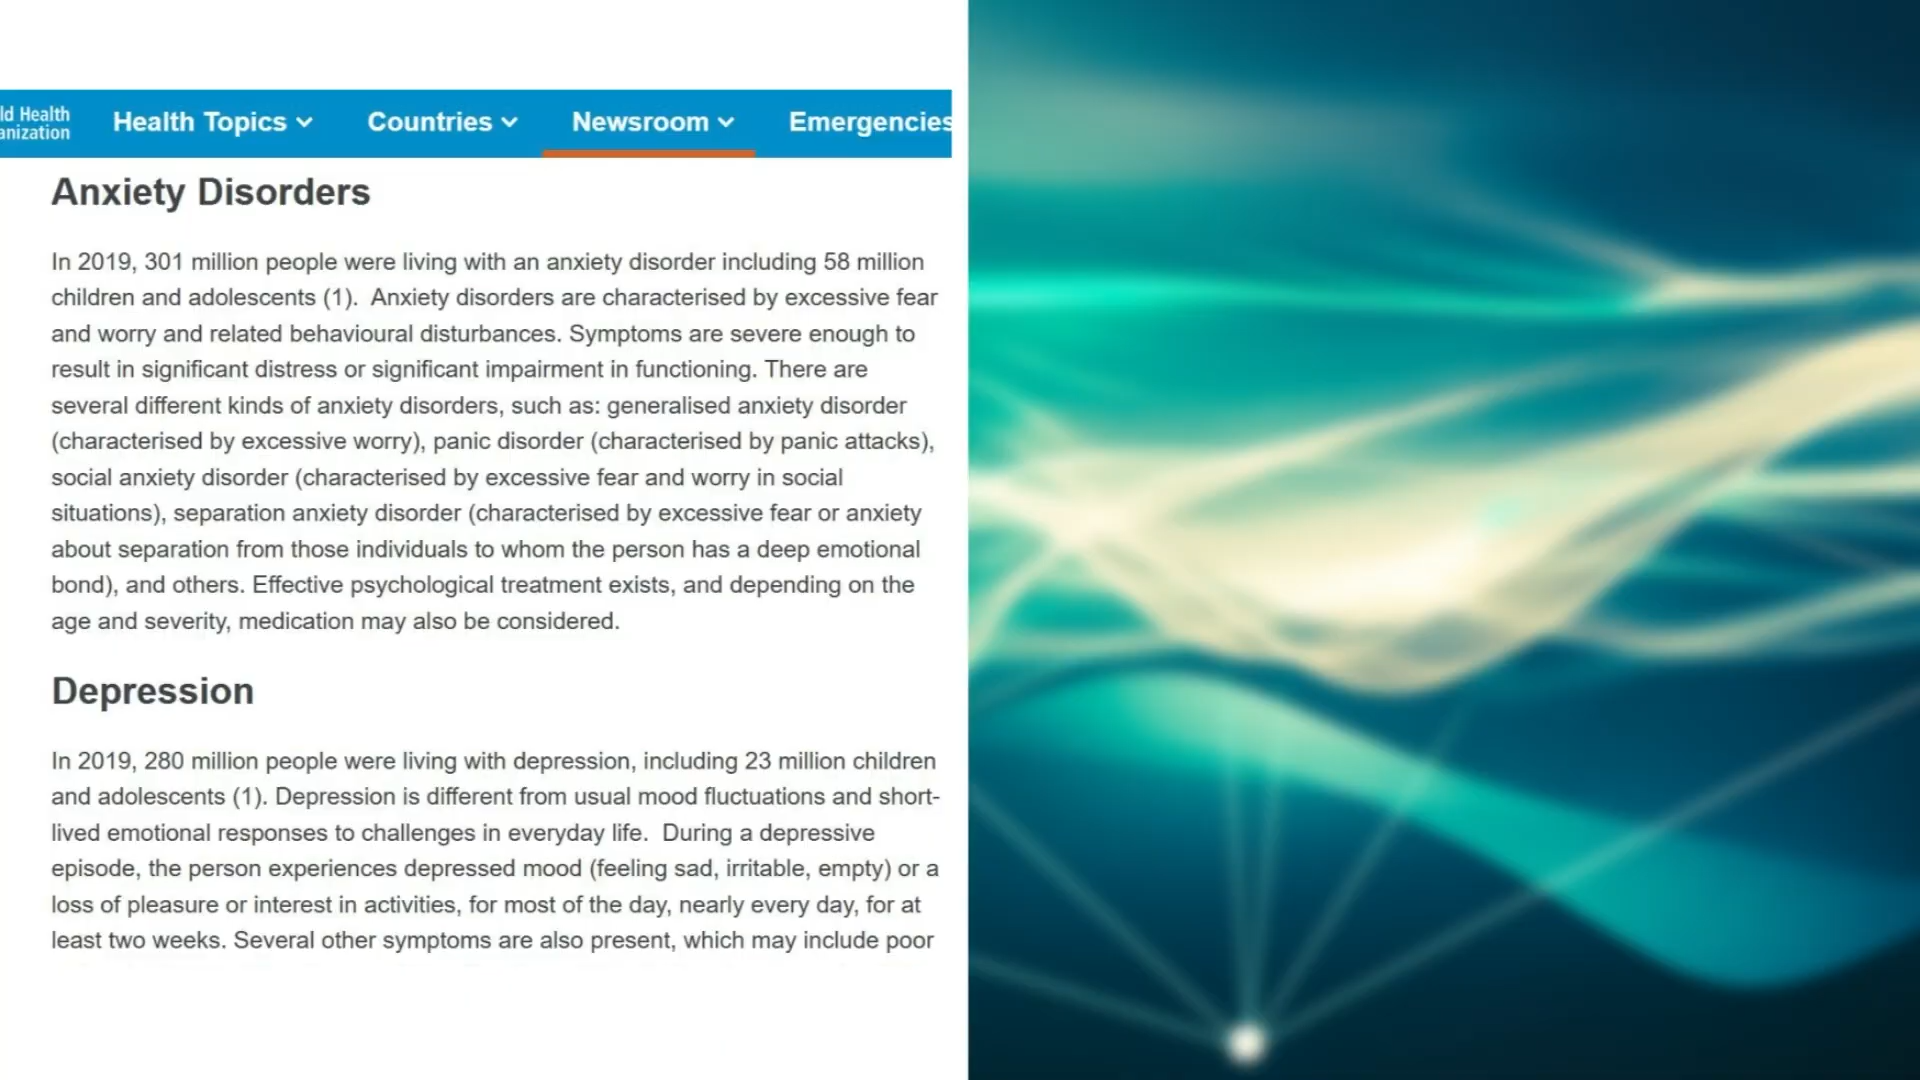 ld Health
anization
Health Topics
Countries
Newsroom
Emergencies
Anxiety Disorders
In 2019, 301 million people were living with an anxiety disorder including 58 million
children and adolescents (1).  Anxiety disorders are characterised by excessive fear
and worry and related behavioural disturbances. Symptoms are severe enough to
result in significant distress or significant impairment in functioning. There are
several different kinds of anxiety disorders, such as: generalised anxiety disorder
(characterised by excessive worry), panic disorder (characterised by panic attacks),
social anxiety disorder (characterised by excessive fear and worry in social
situations), separation anxiety disorder (characterised by excessive fear or anxiety
about separation from those individuals to whom the person has a deep emotional
bond), and others. Effective psychological treatment exists, and depending on the
age and severity, medication may also be considered.
Depression
In 2019, 280 million people were living with depression, including 23 million children
and adolescents (1). Depression is different from usual mood fluctuations and short-
lived emotional responses to challenges in everyday life.  During a depressive
episode, the person experiences depressed mood (feeling sad, irritable, empty) or a
loss of pleasure or interest in activities, for most of the day, nearly every day, for at
least two weeks. Several other symptoms are also present, which may include poor